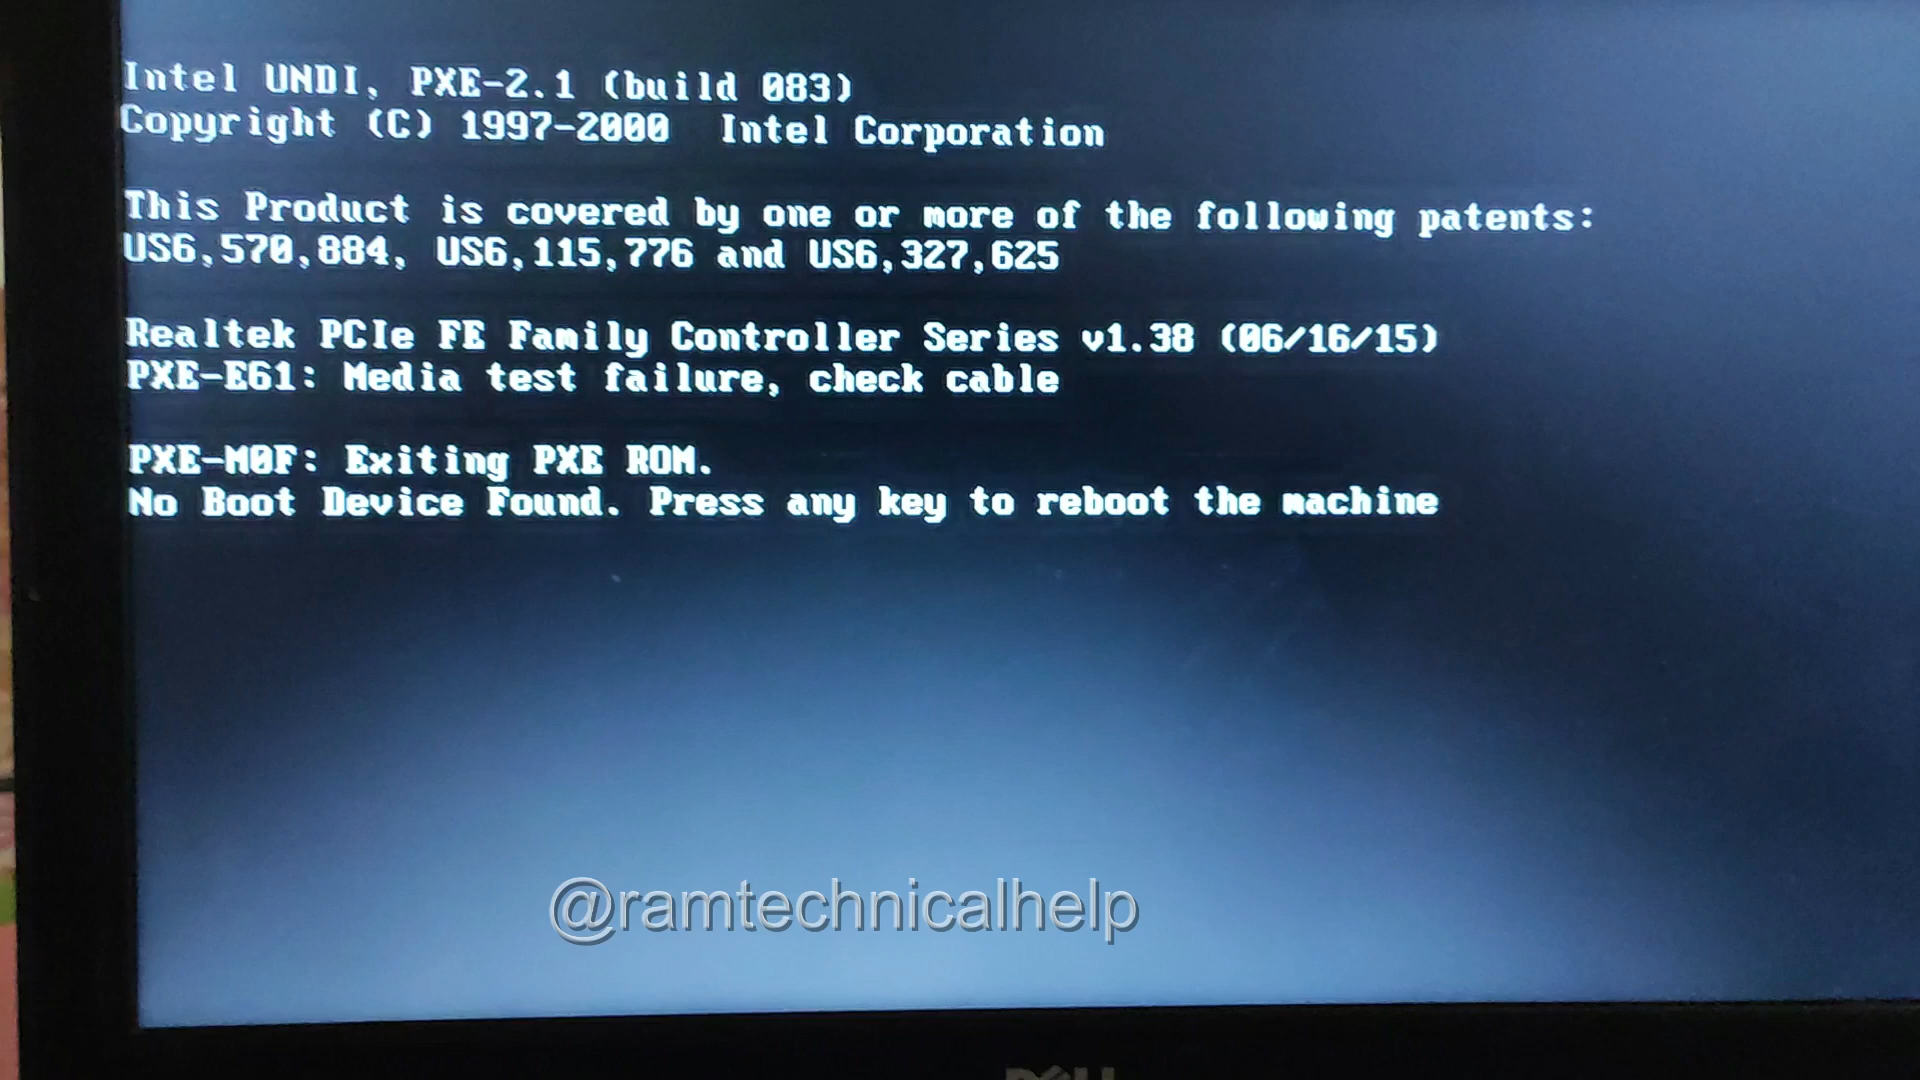 Intel UNDI, PXE-2.1 (build 083)
Copyright (C) 1997-2000  Intel Corporation
This Product is covered by one or more of the following patents:
US6,570,884, US6,115,776 and US6,327,625
Realtek PCIe FE Family Controller Series v1.38 (06/16/15)
PXE-E61: Media test failure, check cable
PXE-M0F: Exiting PXE ROM.
No Boot Device Found. Press any key to reboot the machine
@ramtechnicalhelp
DELL